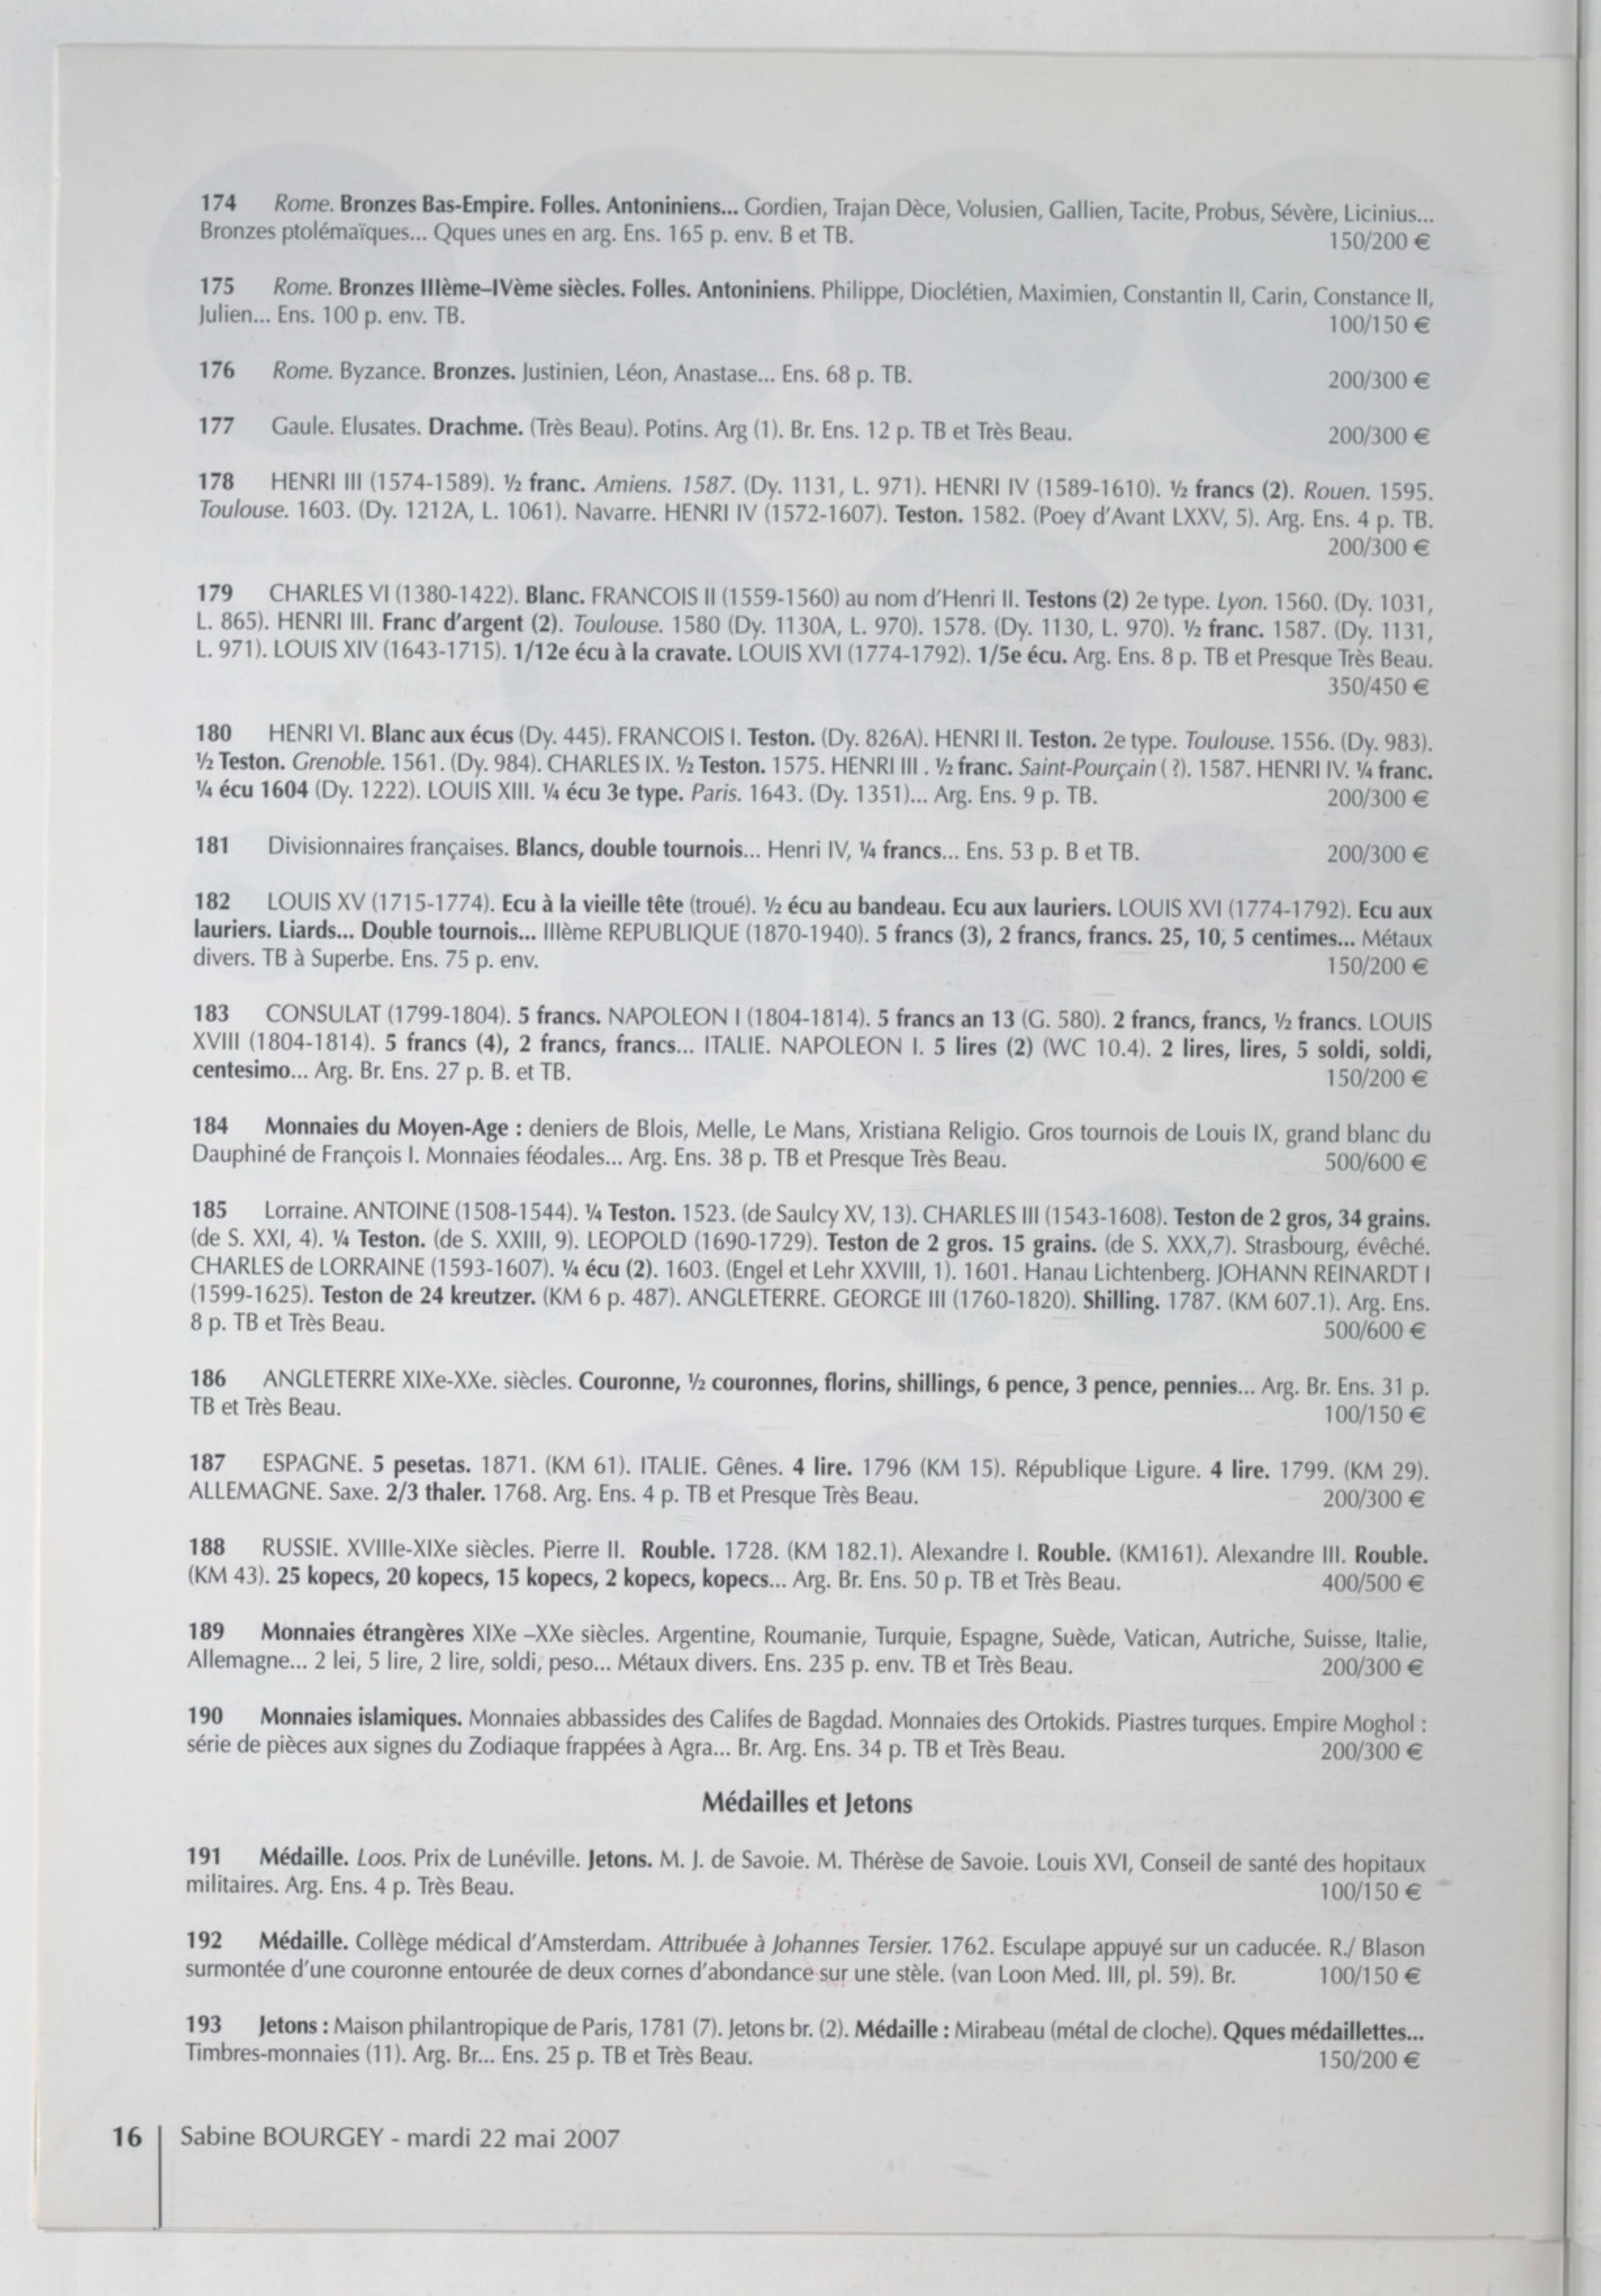 174 Rome. Bronzes Bas-Empire. Folles. Antoniniens... Gordien, Trajan Dèce, Volusien, Gallien, Tacite, Probus, Sévère, Licinius...
Bronzes ptolémaïques... Qques unes en arg. Ens. 165 p. env. B et TB. 150/200 €
175 Rome. Bronzes IIIème–IVème siècles. Folles. Antoniniens. Philippe, Dioclétien, Maximien, Constantin II, Carin, Constance II,
Julien... Ens. 100 p. env. TB. 100/150 €
176 Rome. Byzance. Bronzes. Justinien, Léon, Anastase... Ens. 68 p. TB. 200/300 €
177 Gaule. Elusates. Drachme. (Très Beau). Potins. Arg (1). Br. Ens. 12 p. TB et Très Beau. 200/300 €
178 HENRI III (1574-1589). ½ franc. Amiens. 1587. (Dy. 1131, L. 971). HENRI IV (1589-1610). ½ francs (2). Rouen. 1595.
Toulouse. 1603. (Dy. 1212A, L. 1061). Navarre. HENRI IV (1572-1607). Teston. 1582. (Poey d'Avant LXXV, 5). Arg. Ens. 4 p. TB.
200/300 €
179 CHARLES VI (1380-1422). Blanc. FRANCOIS II (1559-1560) au nom d'Henri II. Testons (2) 2e type. Lyon. 1560. (Dy. 1031,
L. 865). HENRI III. Franc d'argent (2). Toulouse. 1580 (Dy. 1130A, L. 970). 1578. (Dy. 1130, L. 970). ½ franc. 1587. (Dy. 1131,
L. 971). LOUIS XIV (1643-1715). 1/12e écu à la cravate. LOUIS XVI (1774-1792). 1/5e écu. Arg. Ens. 8 p. TB et Presque Très Beau.
350/450 €
180 HENRI VI. Blanc aux écus (Dy. 445). FRANCOIS I. Teston. (Dy. 826A). HENRI II. Teston. 2e type. Toulouse. 1556. (Dy. 983).
½ Teston. Grenoble. 1561. (Dy. 984). CHARLES IX. ½ Teston. 1575. HENRI III . ½ franc. Saint-Pourçain ( ?). 1587. HENRI IV. ¼ franc.
¼ écu 1604 (Dy. 1222). LOUIS XIII. ¼ écu 3e type. Paris. 1643. (Dy. 1351)... Arg. Ens. 9 p. TB. 200/300 €
181 Divisionnaires françaises. Blancs, double tournois... Henri IV, ¼ francs... Ens. 53 p. B et TB. 200/300 €
182 LOUIS XV (1715-1774). Ecu à la vieille tête (troué). ½ écu au bandeau. Ecu aux lauriers. LOUIS XVI (1774-1792). Ecu aux
lauriers. Liards... Double tournois... IIIème REPUBLIQUE (1870-1940). 5 francs (3), 2 francs, francs. 25, 10, 5 centimes... Métaux
divers. TB à Superbe. Ens. 75 p. env. 150/200 €
183 CONSULAT (1799-1804). 5 francs. NAPOLEON I (1804-1814). 5 francs an 13 (G. 580). 2 francs, francs, ½ francs. LOUIS
XVIII (1804-1814). 5 francs (4), 2 francs, francs... ITALIE. NAPOLEON I. 5 lires (2) (WC 10.4). 2 lires, lires, 5 soldi, soldi,
centesimo... Arg. Br. Ens. 27 p. B. et TB. 150/200 €
184 Monnaies du Moyen-Age : deniers de Blois, Melle, Le Mans, Xristiana Religio. Gros tournois de Louis IX, grand blanc du
Dauphiné de François I. Monnaies féodales... Arg. Ens. 38 p. TB et Presque Très Beau. 500/600 €
185 Lorraine. ANTOINE (1508-1544). ¼ Teston. 1523. (de Saulcy XV, 13). CHARLES III (1543-1608). Teston de 2 gros, 34 grains.
(de S. XXI, 4). ¼ Teston. (de S. XXIII, 9). LEOPOLD (1690-1729). Teston de 2 gros. 15 grains. (de S. XXX,7). Strasbourg, évêché.
CHARLES de LORRAINE (1593-1607). ¼ écu (2). 1603. (Engel et Lehr XXVIII, 1). 1601. Hanau Lichtenberg. JOHANN REINARDT I
(1599-1625). Teston de 24 kreutzer. (KM 6 p. 487). ANGLETERRE. GEORGE III (1760-1820). Shilling. 1787. (KM 607.1). Arg. Ens.
8 p. TB et Très Beau. 500/600 €
186 ANGLETERRE XIXe-XXe. siècles. Couronne, ½ couronnes, florins, shillings, 6 pence, 3 pence, pennies... Arg. Br. Ens. 31 p.
TB et Très Beau. 100/150 €
187 ESPAGNE. 5 pesetas. 1871. (KM 61). ITALIE. Gênes. 4 lire. 1796 (KM 15). République Ligure. 4 lire. 1799. (KM 29).
ALLEMAGNE. Saxe. 2/3 thaler. 1768. Arg. Ens. 4 p. TB et Presque Très Beau. 200/300 €
188 RUSSIE. XVIIIe-XIXe siècles. Pierre II. Rouble. 1728. (KM 182.1). Alexandre I. Rouble. (KM161). Alexandre III. Rouble.
(KM 43). 25 kopecs, 20 kopecs, 15 kopecs, 2 kopecs, kopecs... Arg. Br. Ens. 50 p. TB et Très Beau. 400/500 €
189 Monnaies étrangères XIXe –XXe siècles. Argentine, Roumanie, Turquie, Espagne, Suède, Vatican, Autriche, Suisse, Italie,
Allemagne... 2 lei, 5 lire, 2 lire, soldi, peso... Métaux divers. Ens. 235 p. env. TB et Très Beau. 200/300 €
190 Monnaies islamiques. Monnaies abbassides des Califes de Bagdad. Monnaies des Ortokids. Piastres turques. Empire Moghol :
série de pièces aux signes du Zodiaque frappées à Agra... Br. Arg. Ens. 34 p. TB et Très Beau. 200/300 €
Médailles et Jetons
191 Médaille. Loos. Prix de Lunéville. Jetons. M. J. de Savoie. M. Thérèse de Savoie. Louis XVI, Conseil de santé des hopitaux
militaires. Arg. Ens. 4 p. Très Beau. 100/150 €
192 Médaille. Collège médical d'Amsterdam. Attribuée à Johannes Tersier. 1762. Esculape appuyé sur un caducée. R./ Blason
surmontée d'une couronne entourée de deux cornes d'abondance sur une stèle. (van Loon Med. III, pl. 59). Br. 100/150 €
193 Jetons : Maison philantropique de Paris, 1781 (7). Jetons br. (2). Médaille : Mirabeau (métal de cloche). Qques médaillettes...
Timbres-monnaies (11). Arg. Br... Ens. 25 p. TB et Très Beau. 150/200 €
16 Sabine BOURGEY - mardi 22 mai 2007